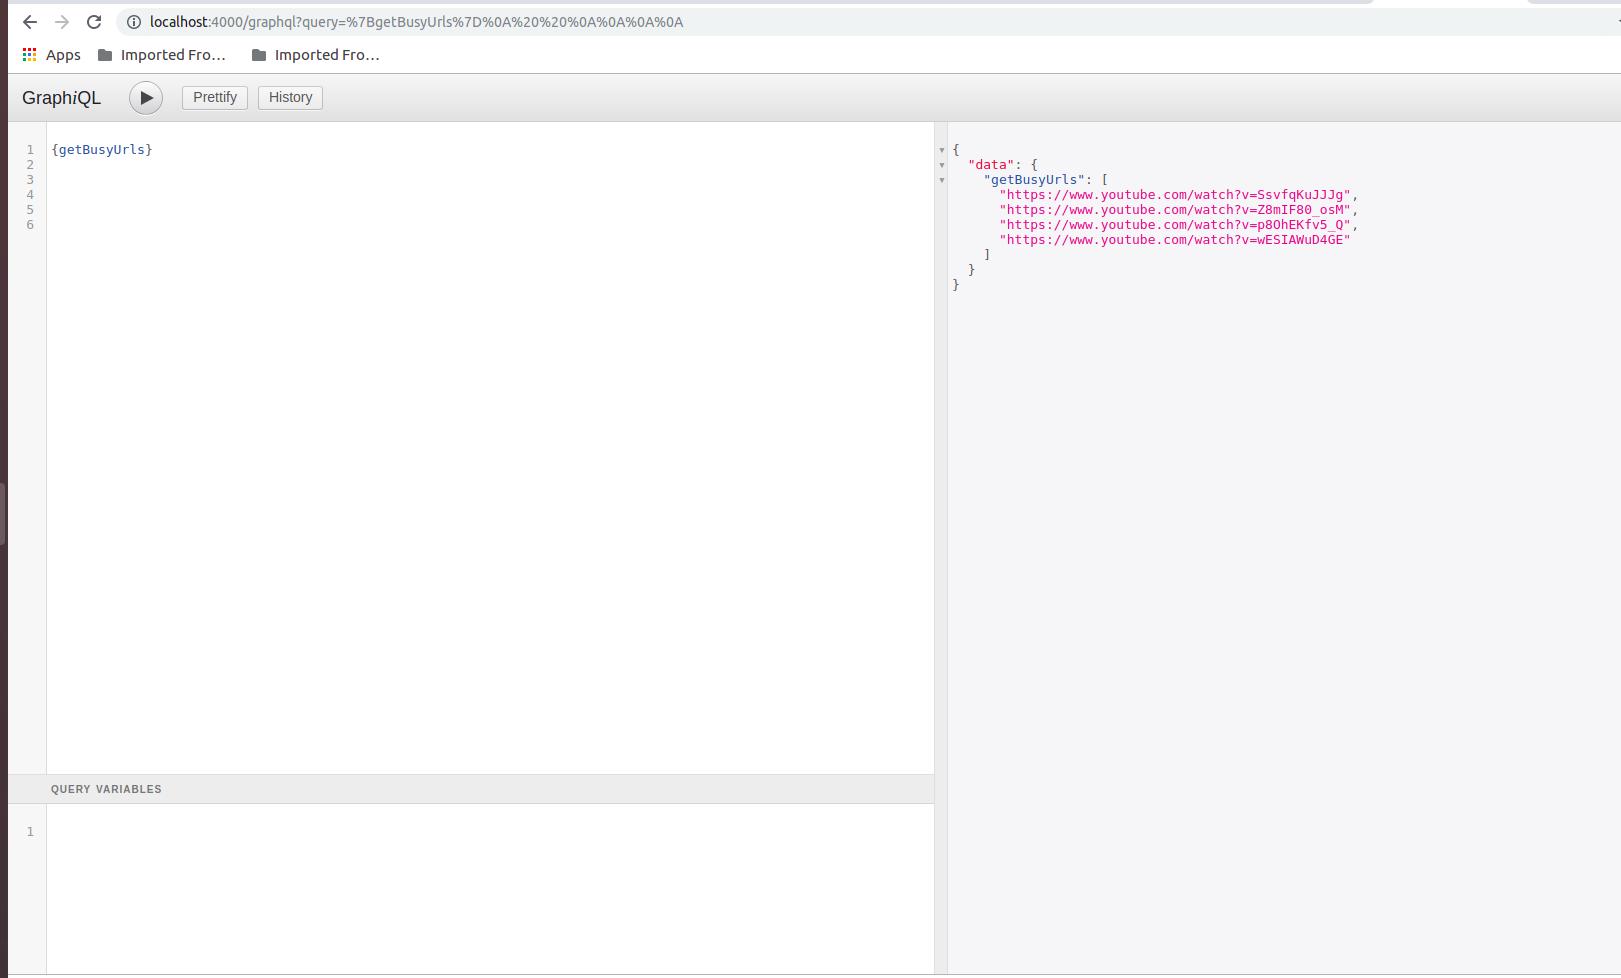 localhost:4000/graphql?query=%7BgetBusyUrls%7D%0A%20%20%0A%0A%0A%0A
Apps Imported Fro... Imported Fro...
GraphiQL Prettify History
1 {getBusyUrls}
2
3
4
5
6
{
"data": {
"getBusyUrls": [
"https://www.youtube.com/watch?v=SsvfqKuJJJg",
"https://www.youtube.com/watch?v=Z8mIF80_osM",
"https://www.youtube.com/watch?v=p8OhEKfv5_Q",
"https://www.youtube.com/watch?v=wESIAWuD4GE"
]
}
}
QUERY VARIABLES
1